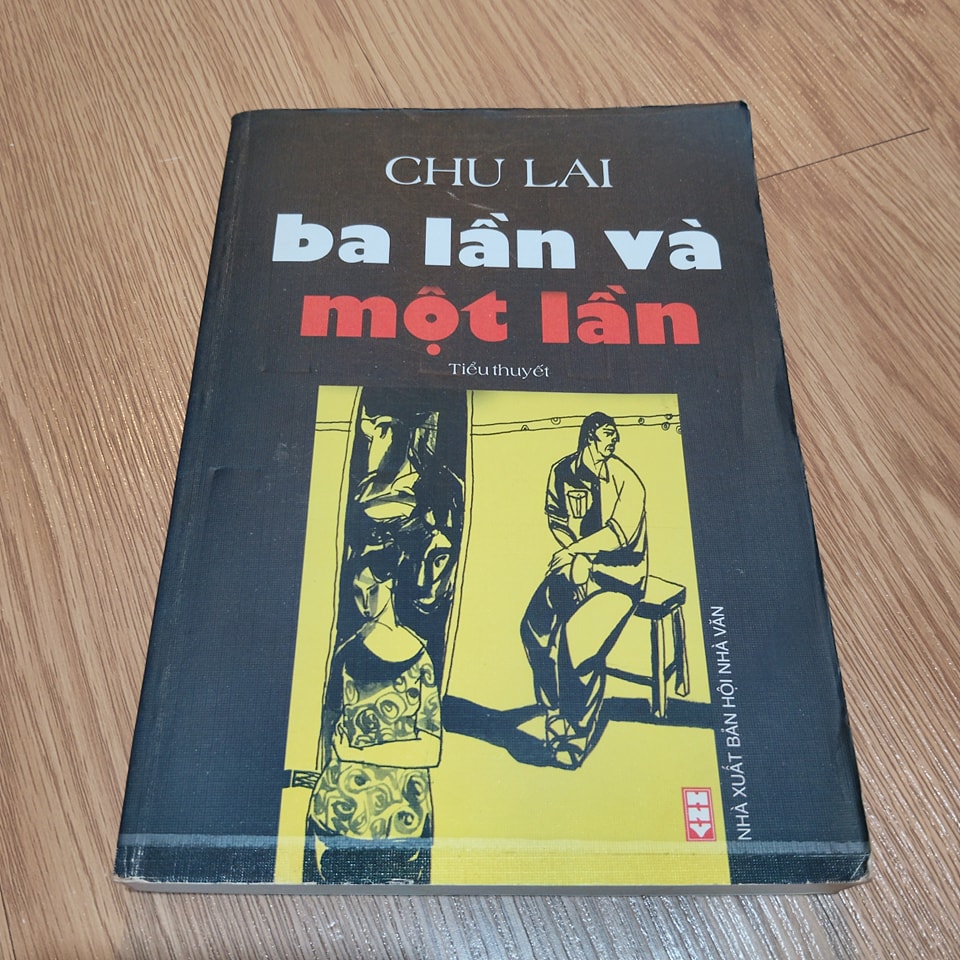 CHU LAI
ba lần và
một lần
Tiểu thuyết
NHÀ XUẤT BẢN HỘI NHÀ VĂN